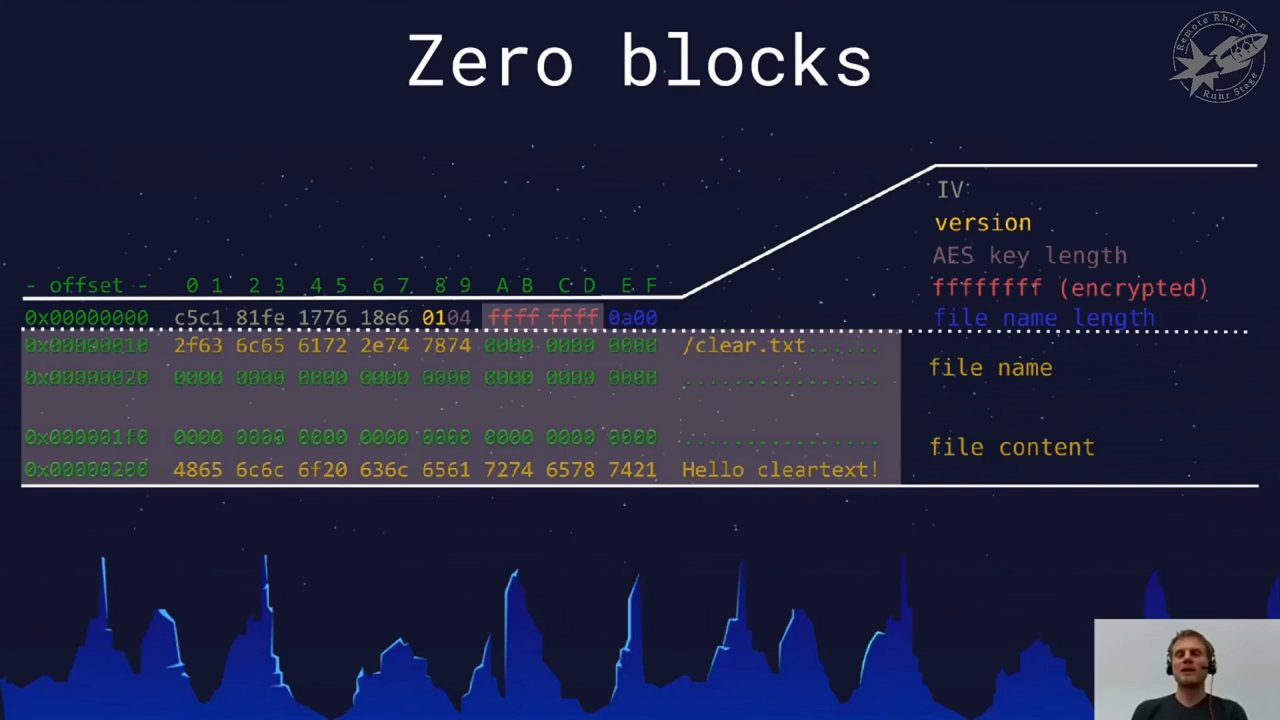 Zero blocks
Remote Rhein
Ruhr Stage
IV
version
AES key length
ffffffff (encrypted)
file name length
- offset - 0 1 2 3 4 5 6 7 8 9 A B C D E F
0x00000000 c5c1 81fe 1776 18e6 0104 ffff ffff 0a00
0x00000010 2f63 6c65 6172 2e74 7874 0000 0000 0000 /clear.txt......
file name
0x00000020 0000 0000 0000 0000 0000 0000 0000 0000 ................
0x000001f0 0000 0000 0000 0000 0000 0000 0000 0000 ................
file content
0x00000200 4865 6c6c 6f20 636c 6561 7274 6578 7421 Hello cleartext!